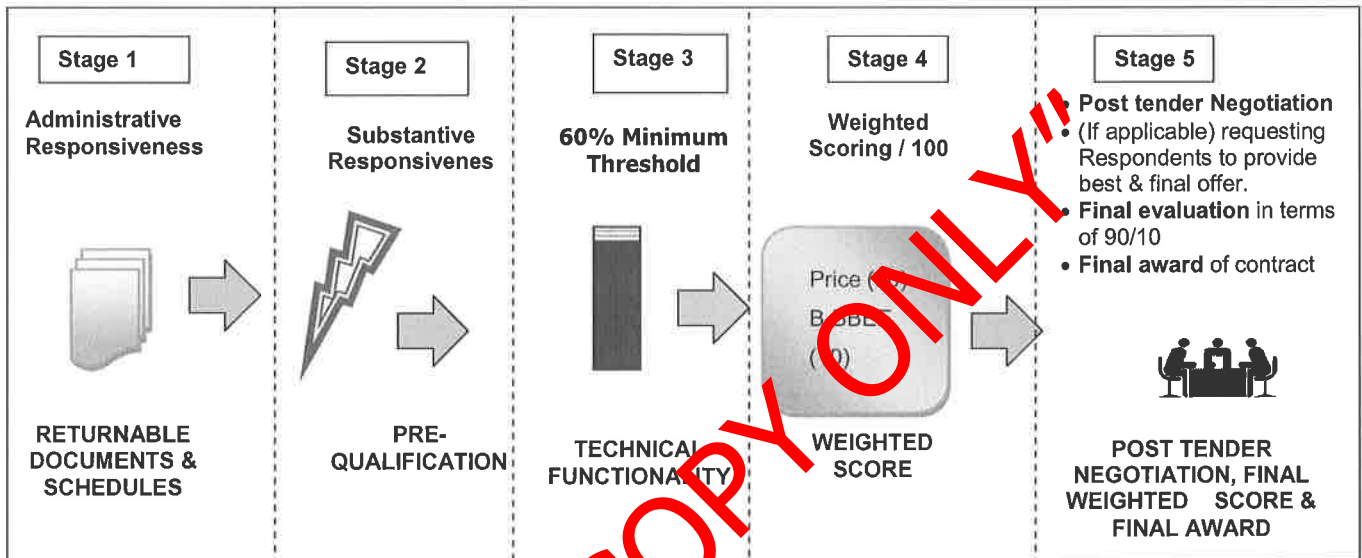 Stage 1
Administrative
Responsiveness
RETURNABLE
DOCUMENTS &
SCHEDULES
Stage 2
Substantive
Responsivenes
PRE-
QUALIFICATION
Stage 3
60% Minimum
Threshold
TECHNICAL
FUNCTIONALITY
Stage 4
Weighted
Scoring / 100
Price
WEIGHTED
SCORE
Stage 5
• Post tender Negotiation
• (If applicable) requesting
Respondents to provide
best & final offer.
• Final evaluation in terms
of 90/10
• Final award of contract
POST TENDER
NEGOTIATION, FINAL
WEIGHTED SCORE &
FINAL AWARD
COPY ONLY"